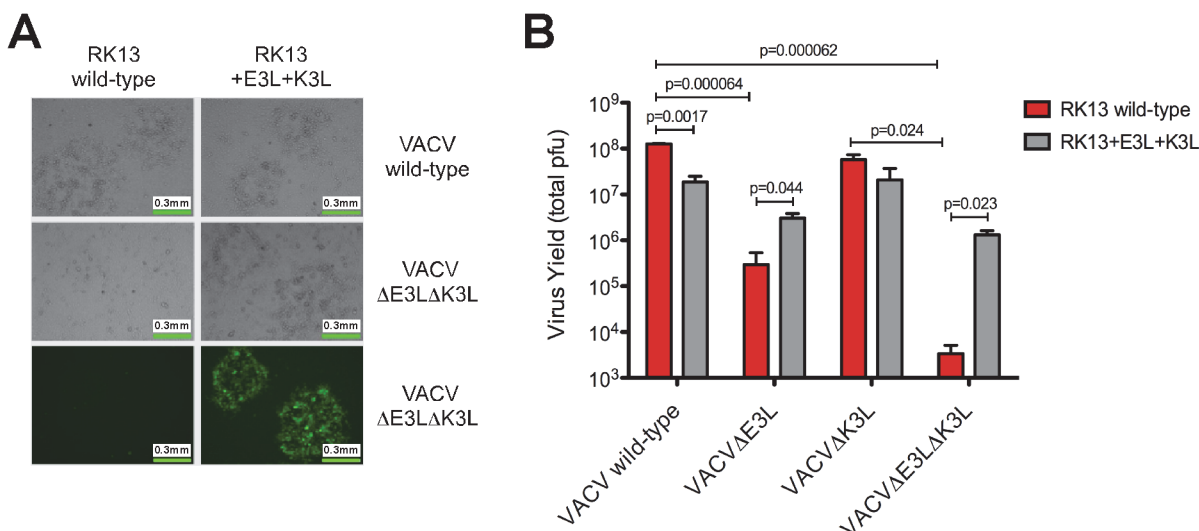 A
RK13
wild-type
RK13
+E3L+K3L
VACV
wild-type
0.3mm
0.3mm
VACV
ΔE3LΔK3L
0.3mm
0.3mm
VACV
ΔE3LΔK3L
0.3mm
0.3mm
B
p=0.000062
p=0.000064
p=0.0017
p=0.024
p=0.044
p=0.023
RK13 wild-type
RK13+E3L+K3L
Virus Yield (total pfu)
10⁹
10⁸
10⁷
10⁶
10⁵
10⁴
10³
VACV wild-type
VACVΔE3L
VACVΔK3L
VACVΔE3LΔK3L